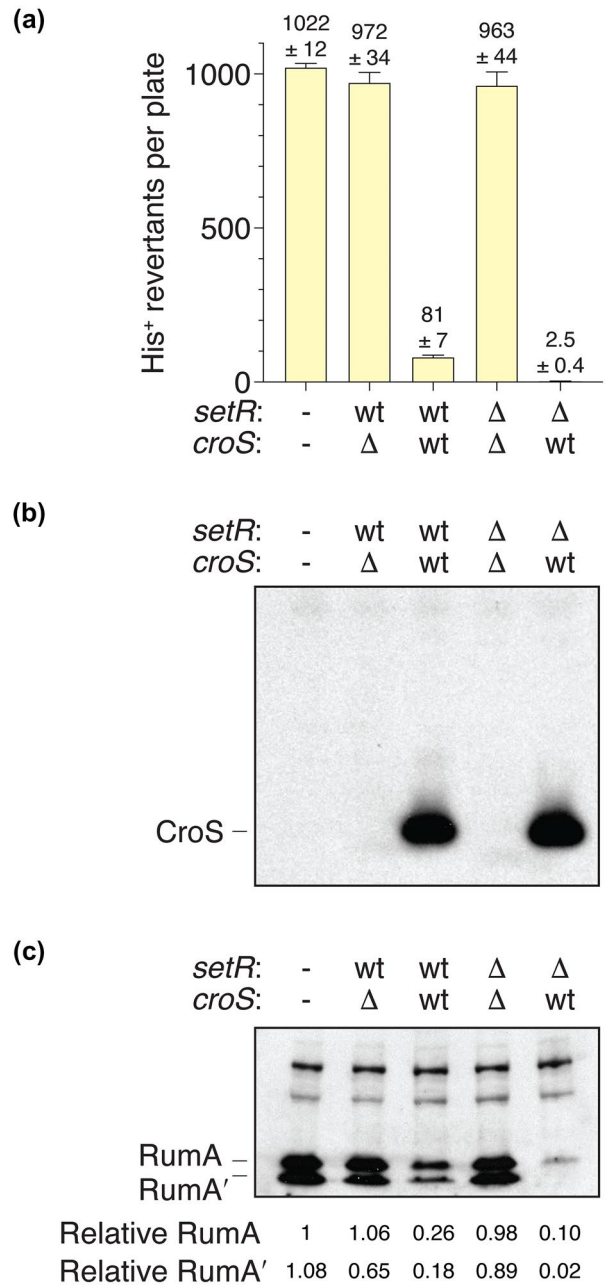 (a)
1022 ± 12
972 ± 34
81 ± 7
963 ± 44
2.5 ± 0.4
His⁺ revertants per plate
1000
500
0
setR: - wt wt Δ Δ
croS: - Δ wt Δ wt
(b)
setR: - wt wt Δ Δ
croS: - Δ wt Δ wt
CroS
(c)
setR: - wt wt Δ Δ
croS: - Δ wt Δ wt
RumA
RumA′
Relative RumA 1 1.06 0.26 0.98 0.10
Relative RumA′ 1.08 0.65 0.18 0.89 0.02